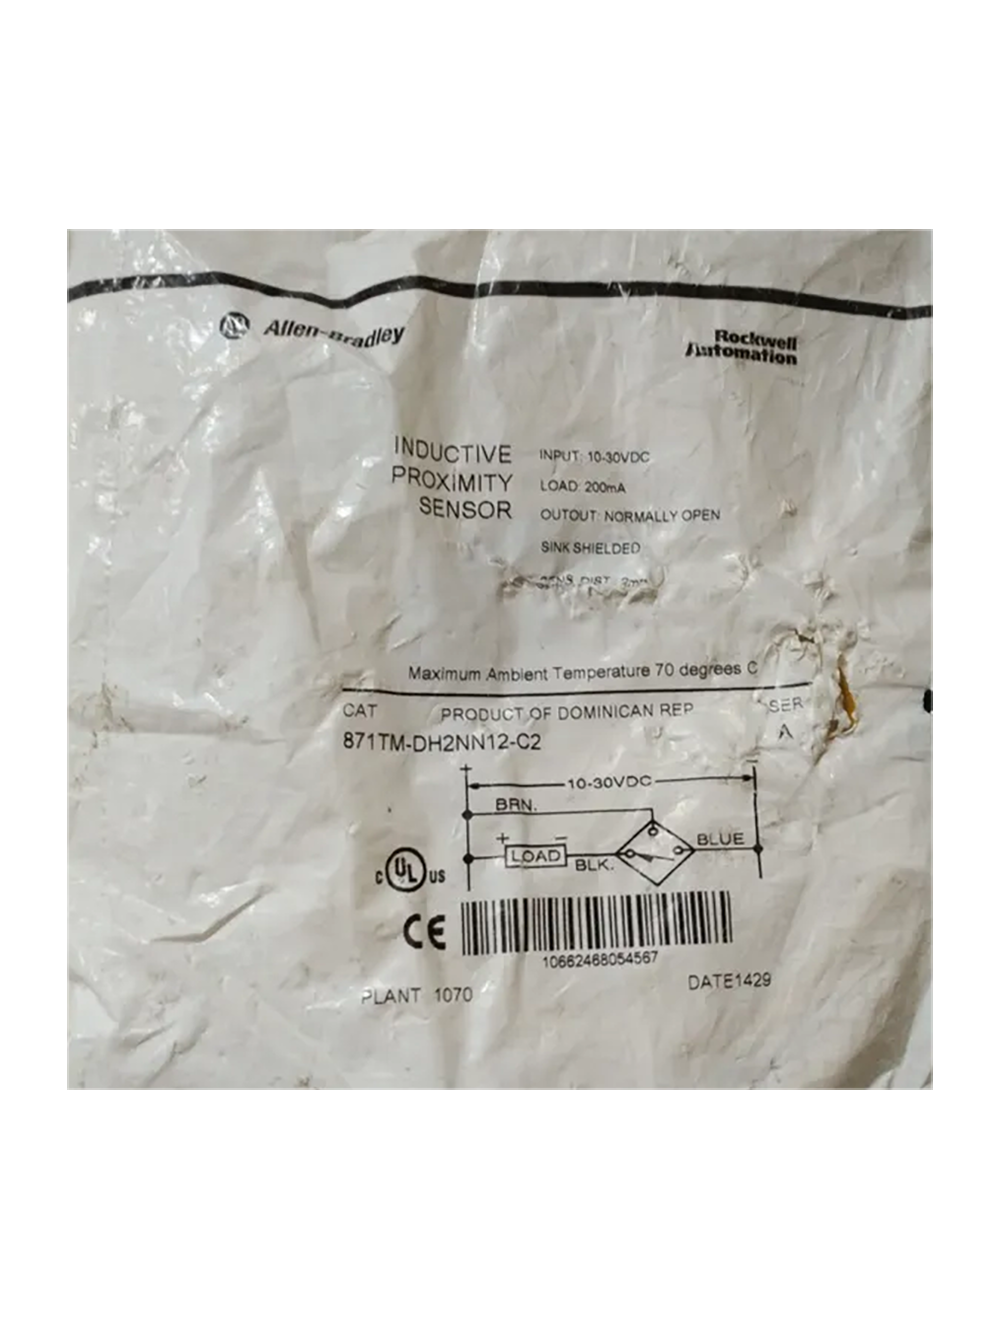 Allen-Bradley
Rockwell
Automation
INDUCTIVE
PROXIMITY
SENSOR
INPUT: 10-30VDC
LOAD: 200mA
OUTOUT: NORMALLY OPEN
SINK SHIELDED
SENS. DIST.
Maximum Ambient Temperature 70 degrees C
CAT PRODUCT OF DOMINICAN REP SER
871TM-DH2NN12-C2 A
+ −
10-30VDC
BRN.
+ −
LOAD
BLK.
BLUE
C UL US
CE
10662468054567
PLANT 1070
DATE1429